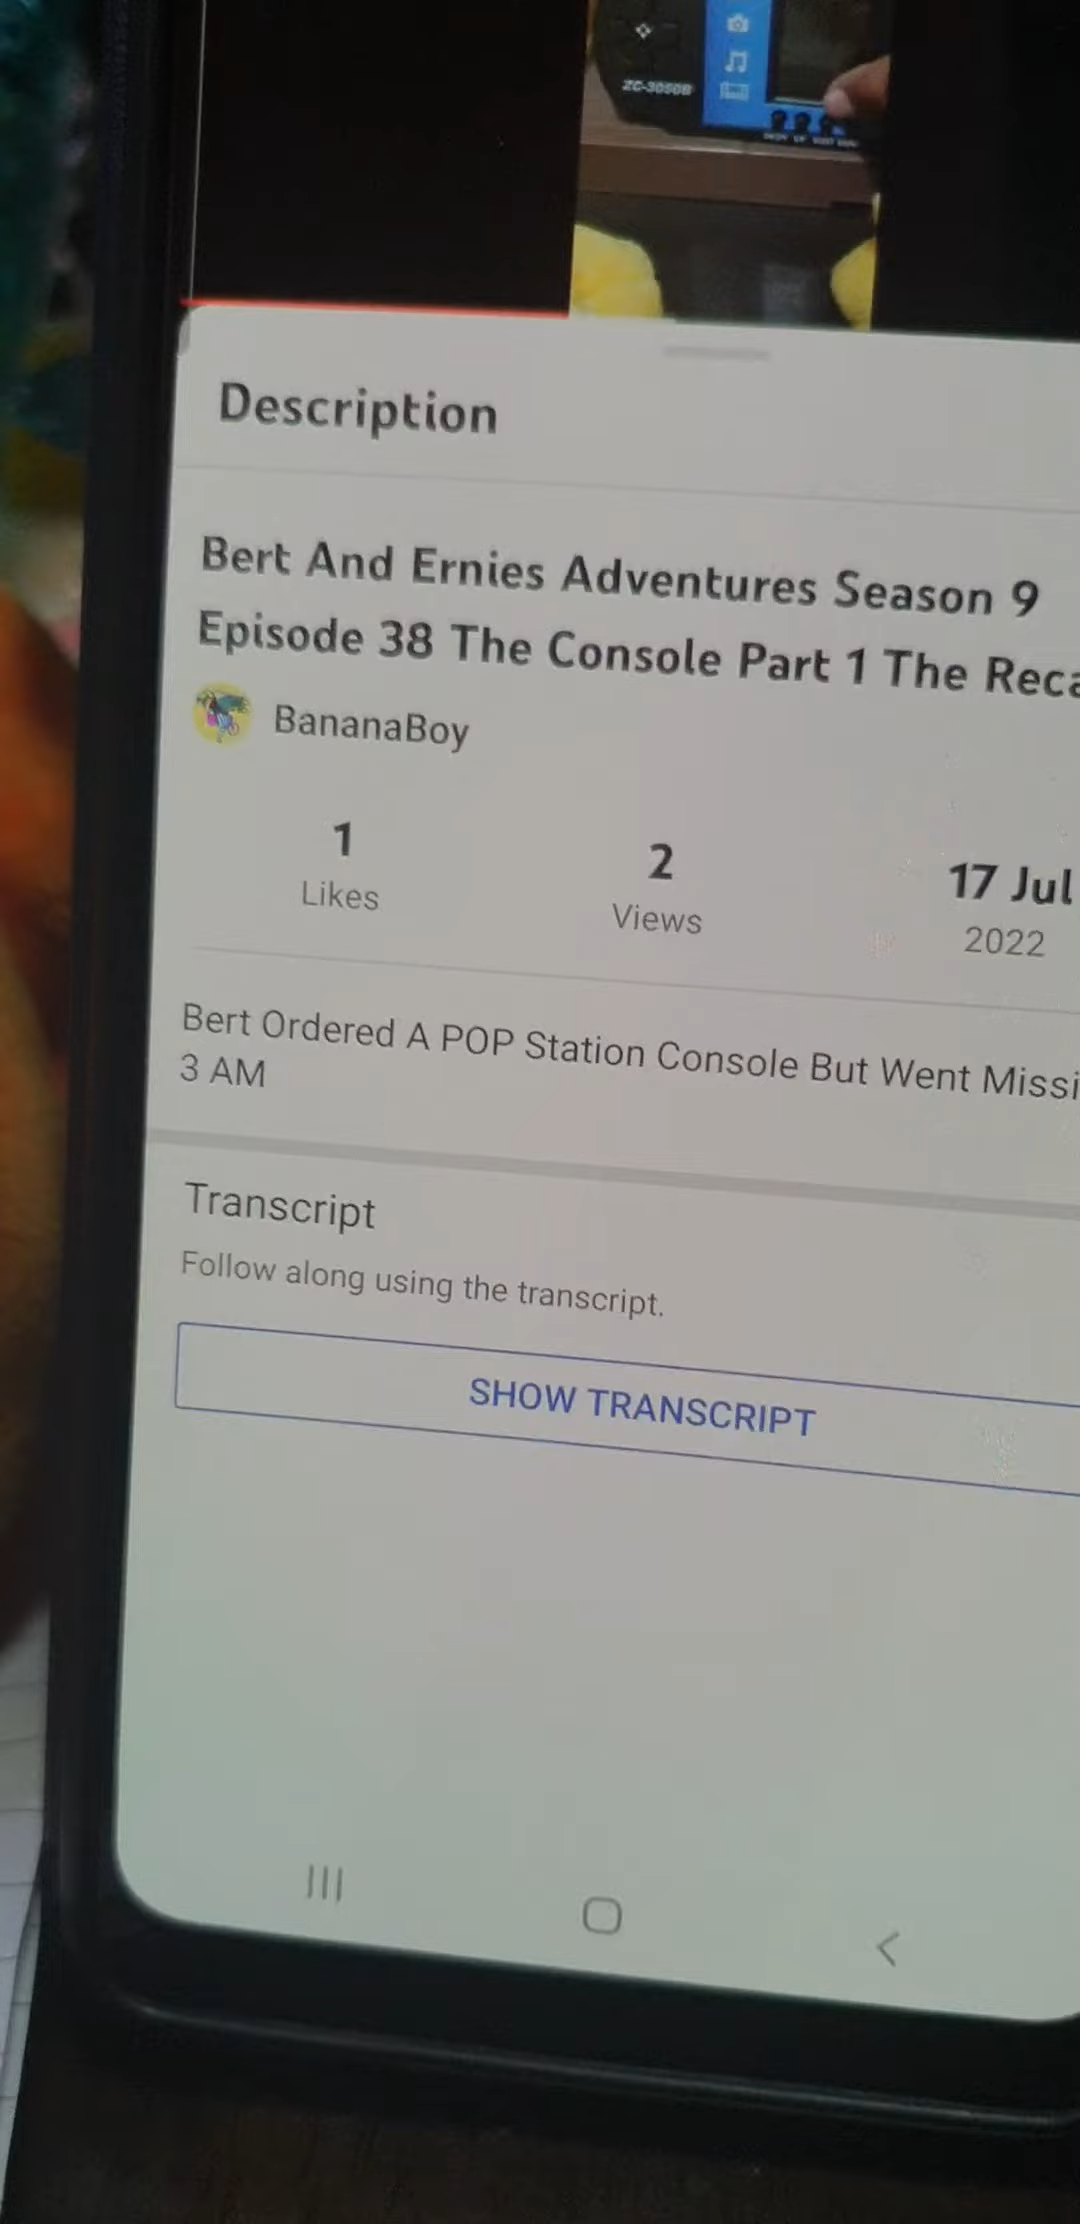 ZC-3050B
Description
Bert And Ernies Adventures Season 9
Episode 38 The Console Part 1 The Reca
BananaBoy
1
Likes
2
Views
17 Jul
2022
Bert Ordered A POP Station Console But Went Missi
3 AM
Transcript
Follow along using the transcript.
SHOW TRANSCRIPT